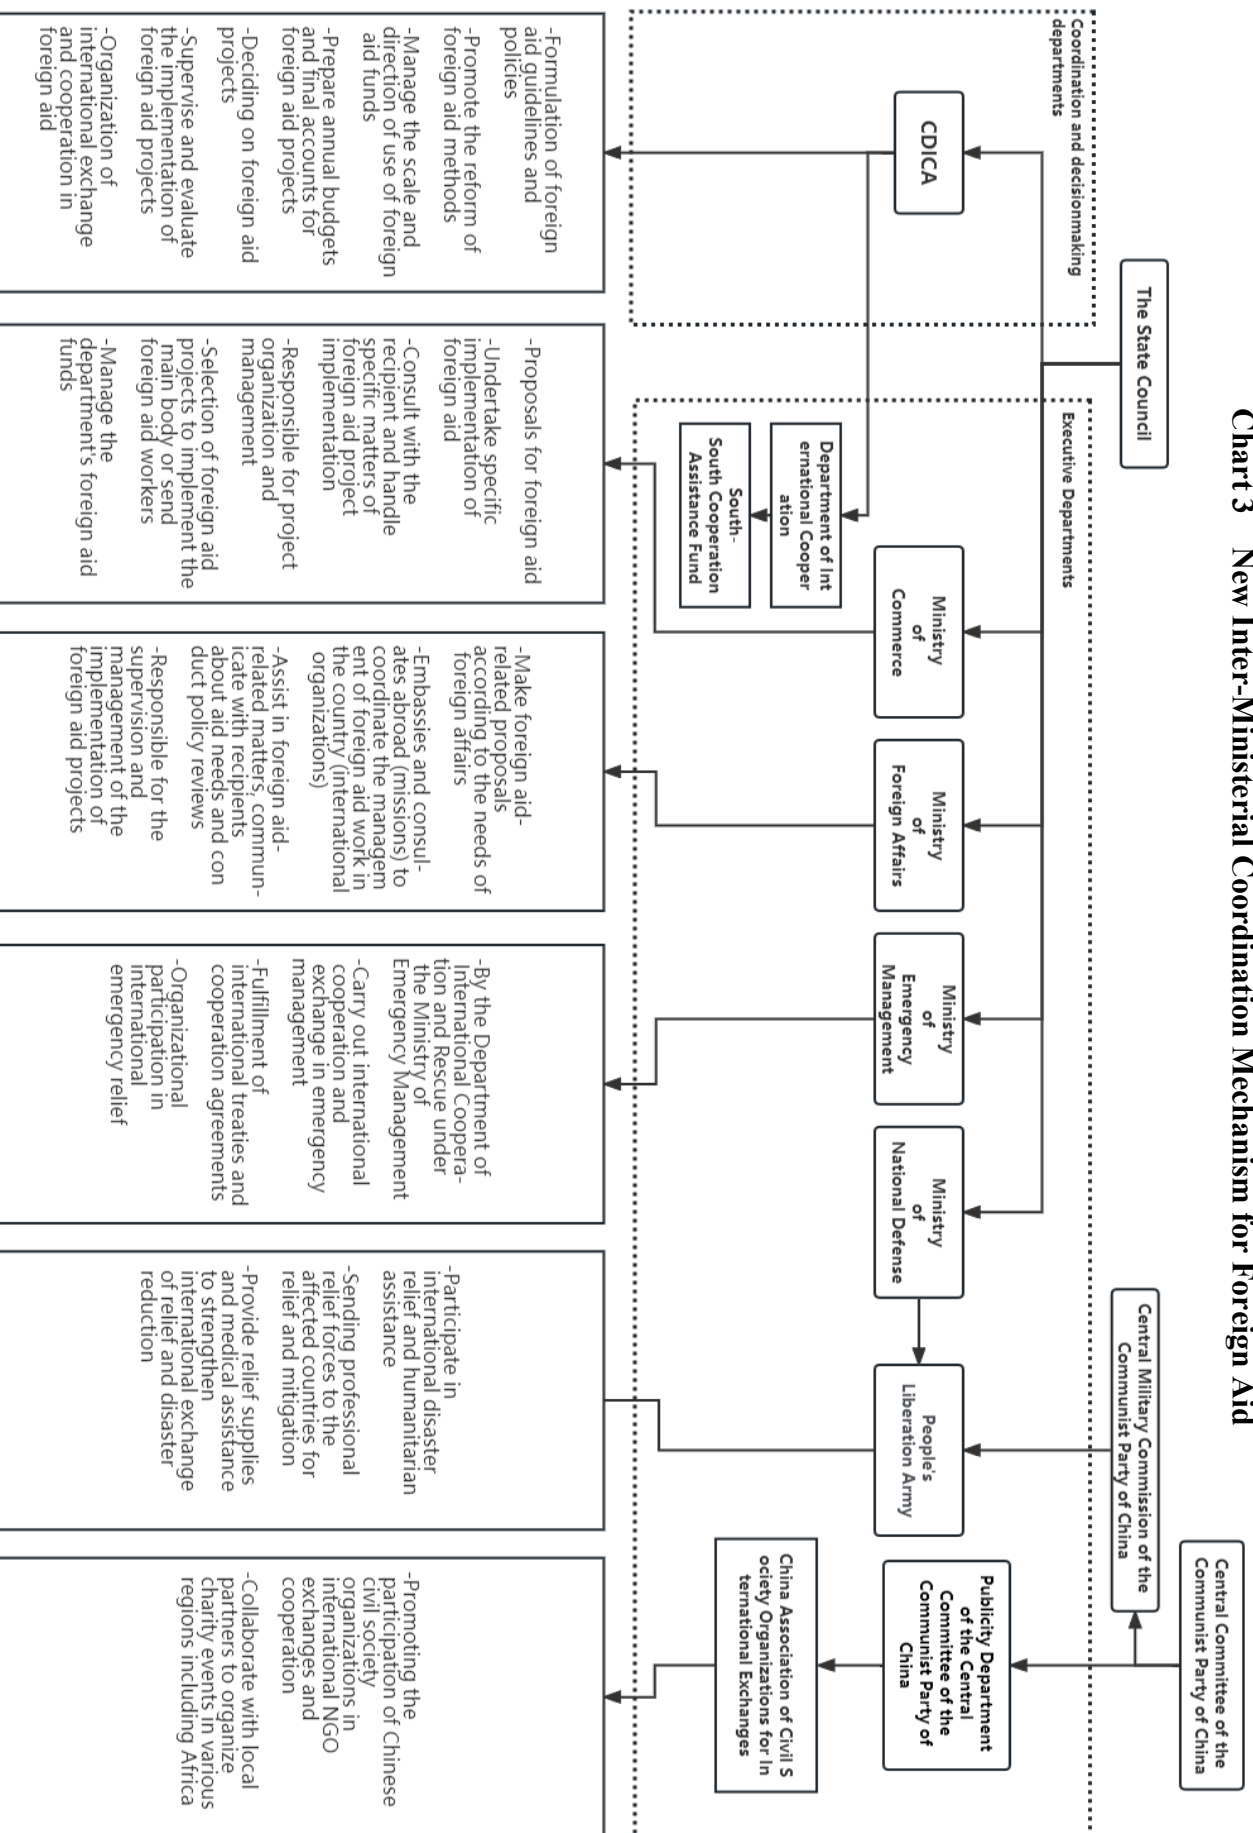 Chart 3 New Inter-Ministerial Coordination Mechanism for Foreign Aid
Central Committee of the
Communist Party of China
The State Council
Central Military Commission of the
Communist Party of China
Coordination and decisionmaking
departments
Executive Departments
CDICA
Ministry
of
Commerce
Ministry
of
Foreign Affairs
Ministry
of
Emergency
Management
Ministry
of
National Defense
People's
Liberation Army
Publicity Department
of the Central
Committee of the
Communist Party of
China
Department of Int
ernational Cooper
ation
South-
South Cooperation
Assistance Fund
China Association of Civil S
ociety Organizations for In
ternational Exchanges
-Formulation of foreign
aid guidelines and
policies
-Promote the reform of
foreign aid methods
-Manage the scale and
direction of use of foreign
aid funds
-Prepare annual budgets
and final accounts for
foreign aid projects
-Deciding on foreign aid
projects
-Supervise and evaluate
the implementation of
foreign aid projects
-Organization of
international exchange
and cooperation in
foreign aid
-Proposals for foreign aid
-Undertake specific
implementation of
foreign aid
-Consult with the
recipient and handle
specific matters of
foreign aid project
implementation
-Responsible for project
organization and
management
-Selection of foreign aid
projects to implement the
main body or send
foreign aid workers
-Manage the
department's foreign aid
funds
-Make foreign aid-
related proposals
according to the needs of
foreign affairs
-Embassies and consul-
ates abroad (missions) to
coordinate the managem
ent of foreign aid work in
the country (international
organizations)
-Assist in foreign aid-
related matters, commun-
icate with recipients
about aid needs and con
duct policy reviews
-Responsible for the
supervision and
management of the
implementation of
foreign aid projects
-By the Department of
International Coopera-
tion and Rescue under
the Ministry of
Emergency Management
-Carry out international
cooperation and
exchange in emergency
management
-Fulfillment of
international treaties and
cooperation agreements
-Organizational
participation in
international
emergency relief
-Participate in
international disaster
relief and humanitarian
assistance
-Sending professional
relief forces to the
affected countries for
relief and mitigation
-Provide relief supplies
and medical assistance
to strengthen
international exchange
of relief and disaster
reduction
-Promoting the
participation of Chinese
civil society
organizations in
international NGO
exchanges and
cooperation
-Collaborate with local
partners to organize
charity events in various
regions including Africa